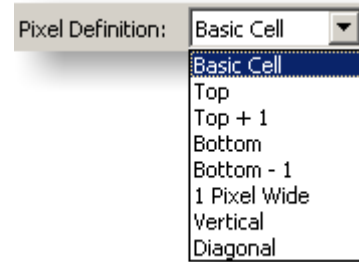 Pixel Definition: Basic Cell
Basic Cell
Top
Top + 1
Bottom
Bottom - 1
1 Pixel Wide
Vertical
Diagonal